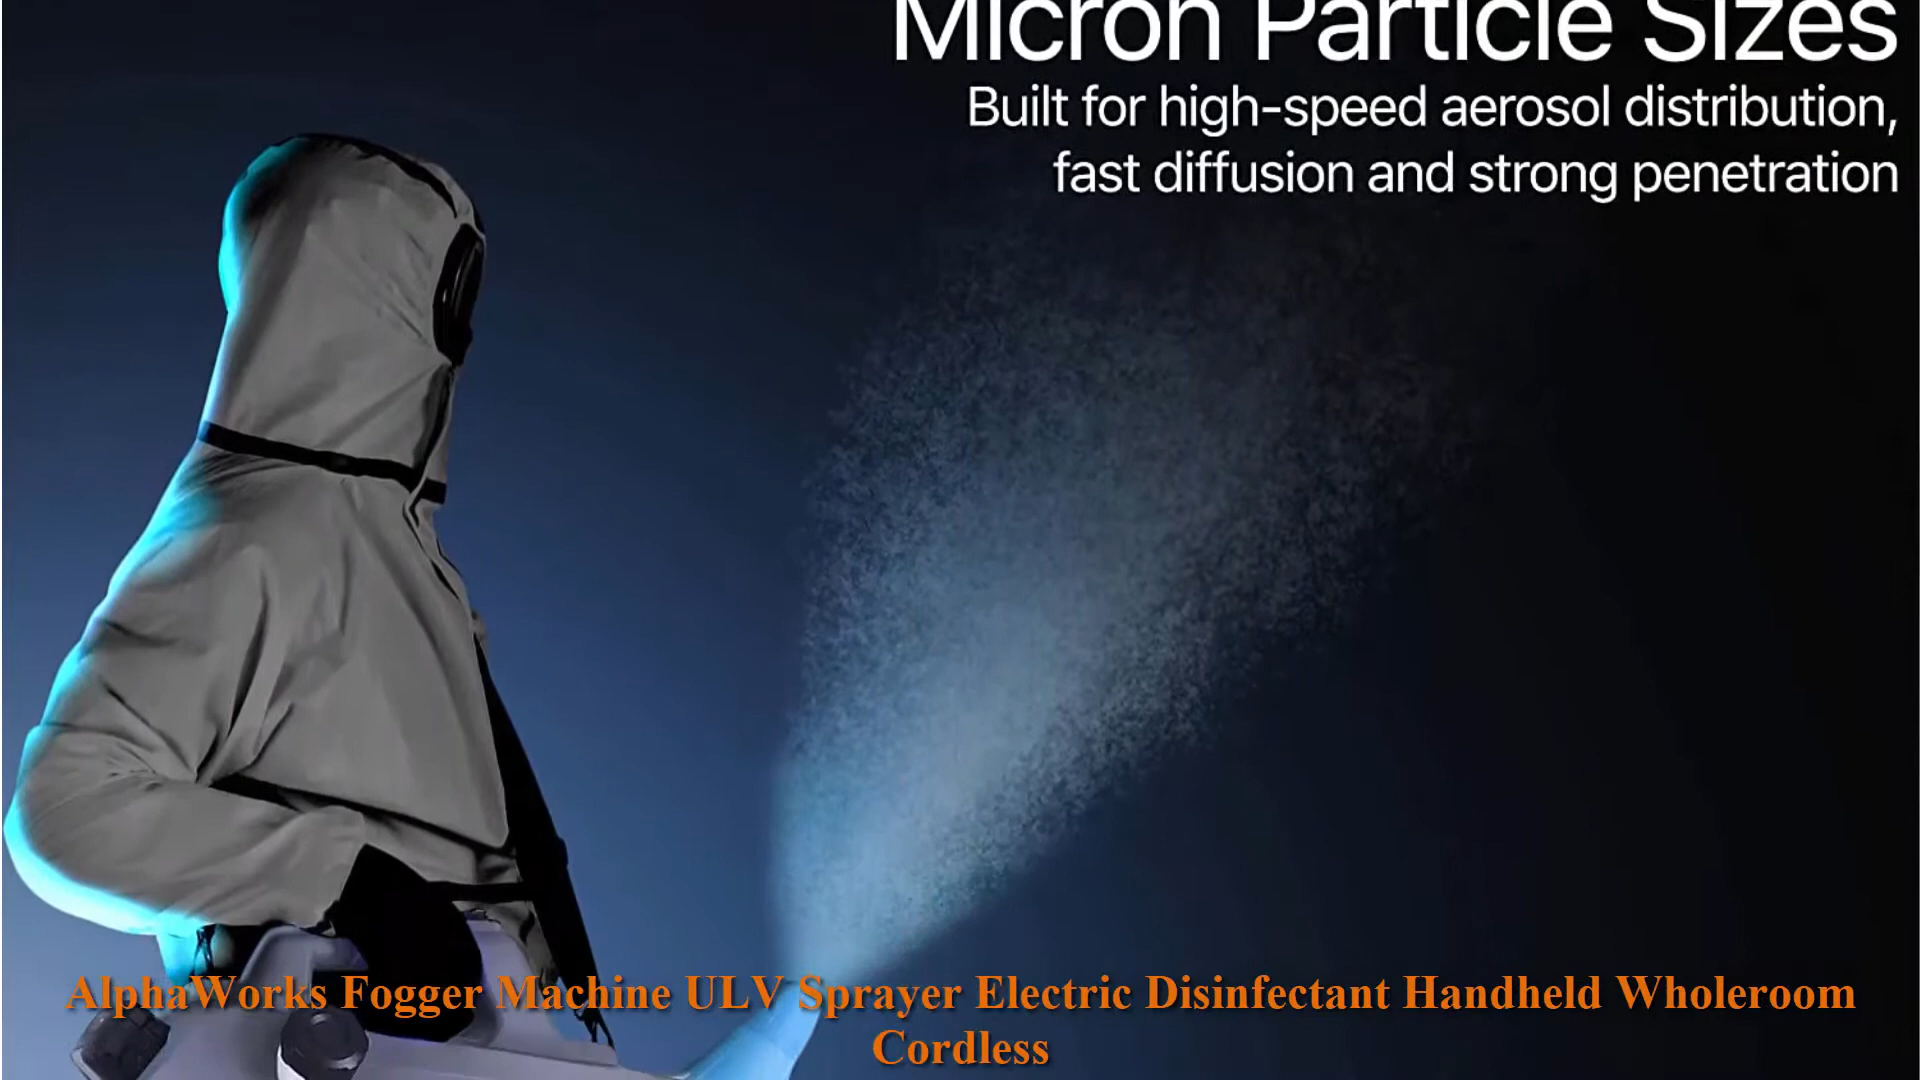 Micron Particle Sizes
Built for high-speed aerosol distribution,
fast diffusion and strong penetration
AlphaWorks Fogger Machine ULV Sprayer Electric Disinfectant Handheld Wholeroom
Cordless